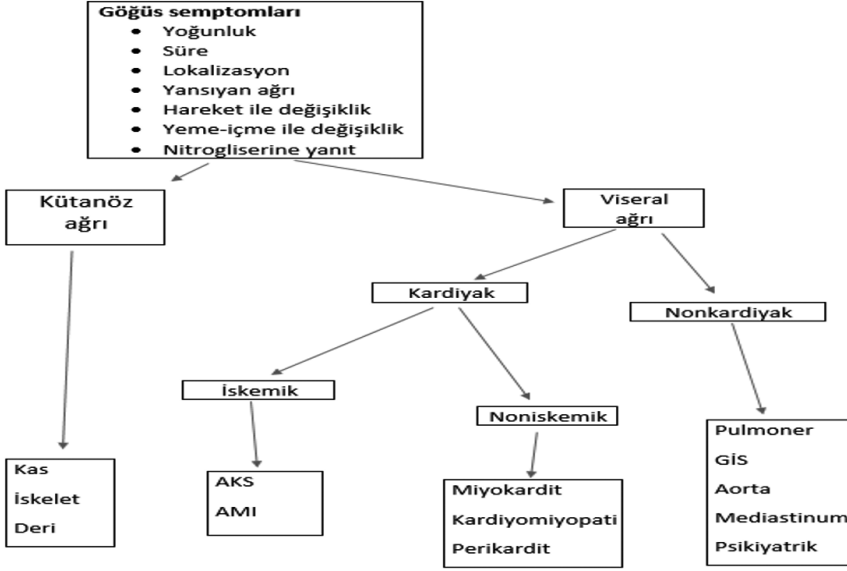 Göğüs semptomları
• Yoğunluk
• Süre
• Lokalizasyon
• Yansıyan ağrı
• Hareket ile değişiklik
• Yeme-içme ile değişiklik
• Nitrogliserine yanıt
Kütanöz
ağrı
Viseral
ağrı
Kardiyak
Nonkardiyak
İskemik
Noniskemik
Kas
İskelet
Deri
AKS
AMI
Miyokardit
Kardiyomiyopati
Perikardit
Pulmoner
GİS
Aorta
Mediastinum
Psikiyatrik